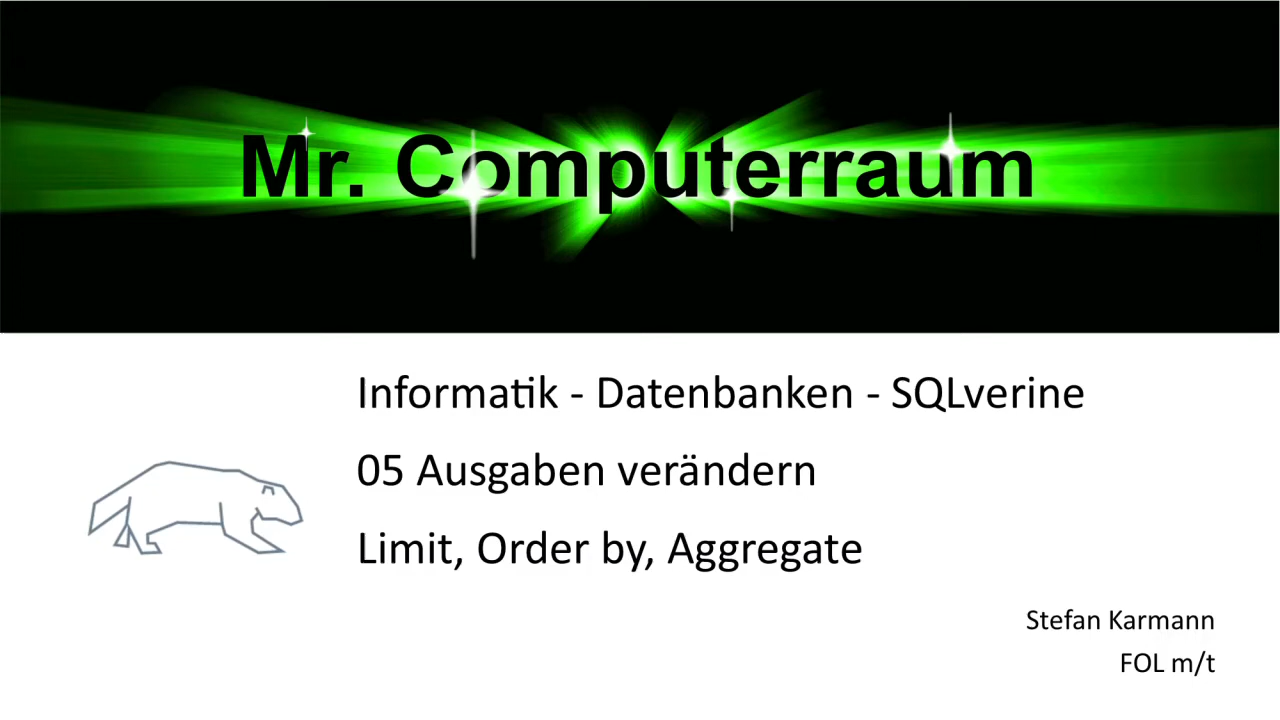 Mr. Computerraum
Informatik - Datenbanken - SQLverine
05 Ausgaben verändern
Limit, Order by, Aggregate
Stefan Karmann
FOL m/t